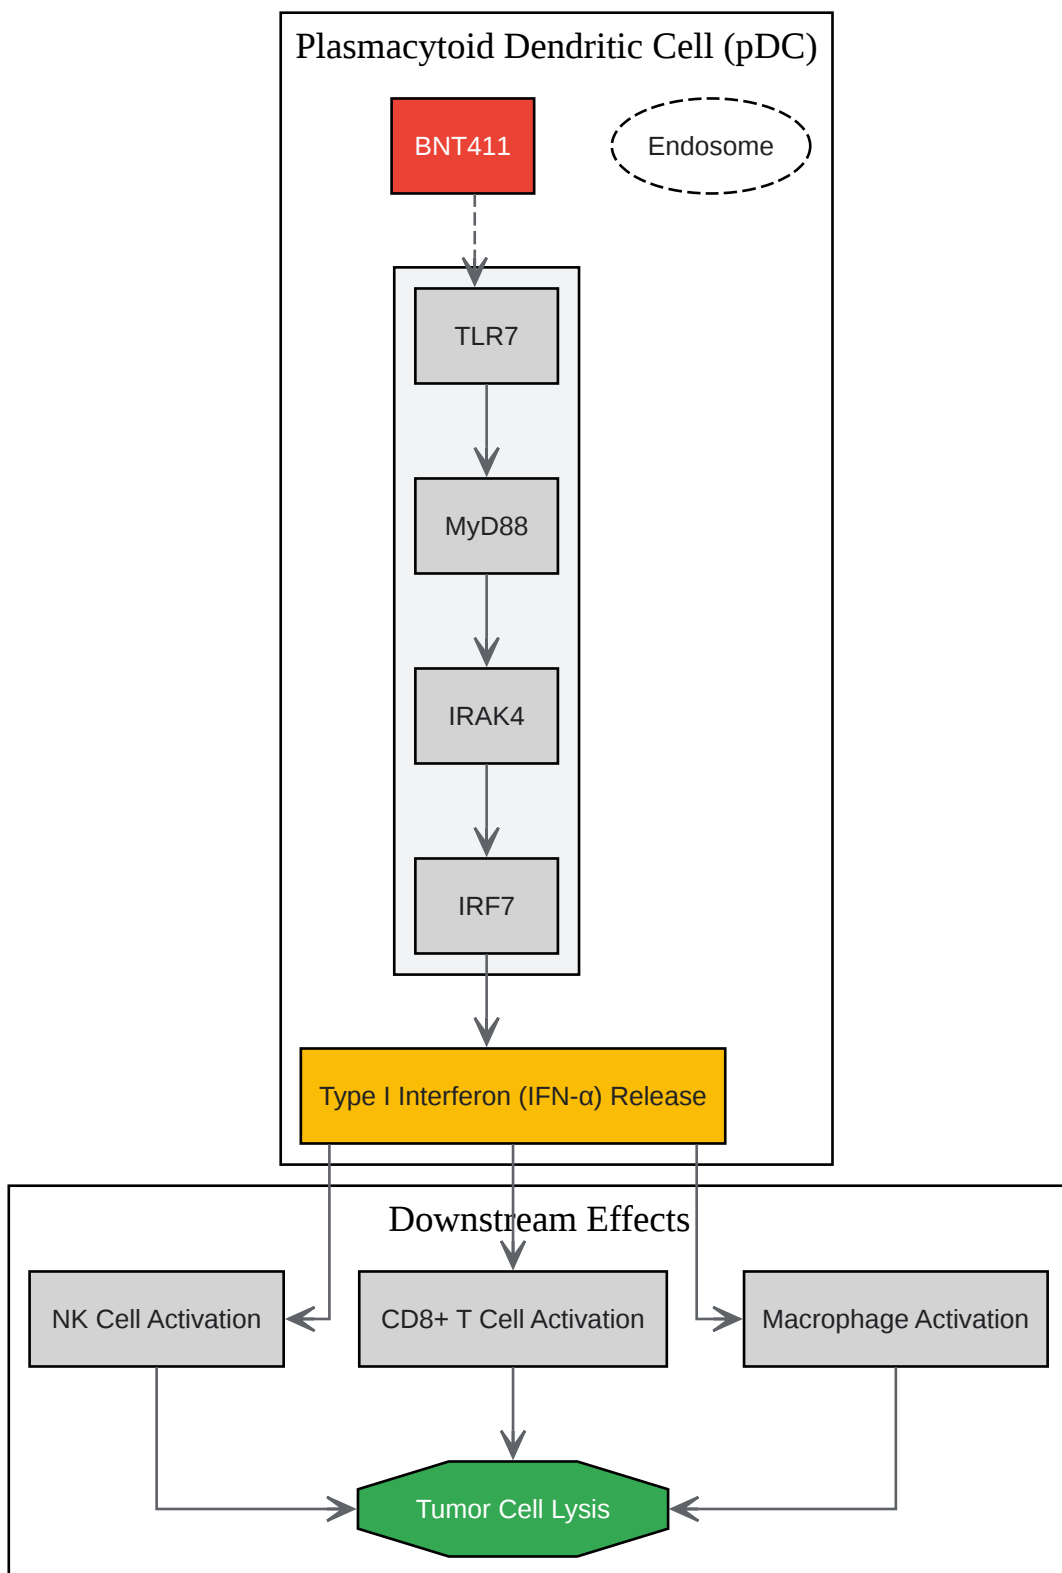 Plasmacytoid Dendritic Cell (pDC)
BNT411
Endosome
TLR7
MyD88
IRAK4
IRF7
Type I Interferon (IFN-α) Release
Downstream Effects
NK Cell Activation
CD8+ T Cell Activation
Macrophage Activation
Tumor Cell Lysis